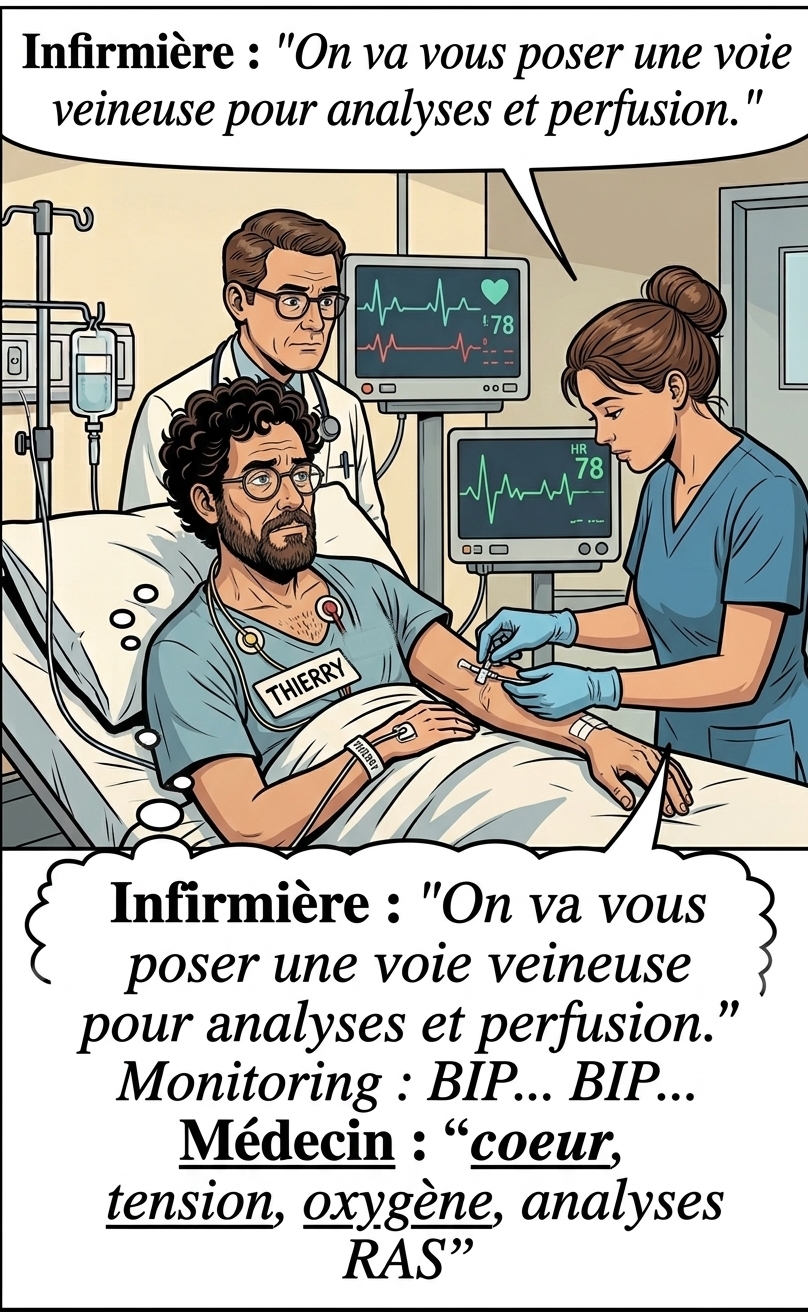 Infirmière : "On va vous poser une voie
veineuse pour analyses et perfusion."
78
HR
78
THIERRY
Infirmière : "On va vous
poser une voie veineuse
pour analyses et perfusion.”
Monitoring : BIP... BIP...
Médecin : “coeur,
tension, oxygène, analyses
RAS”